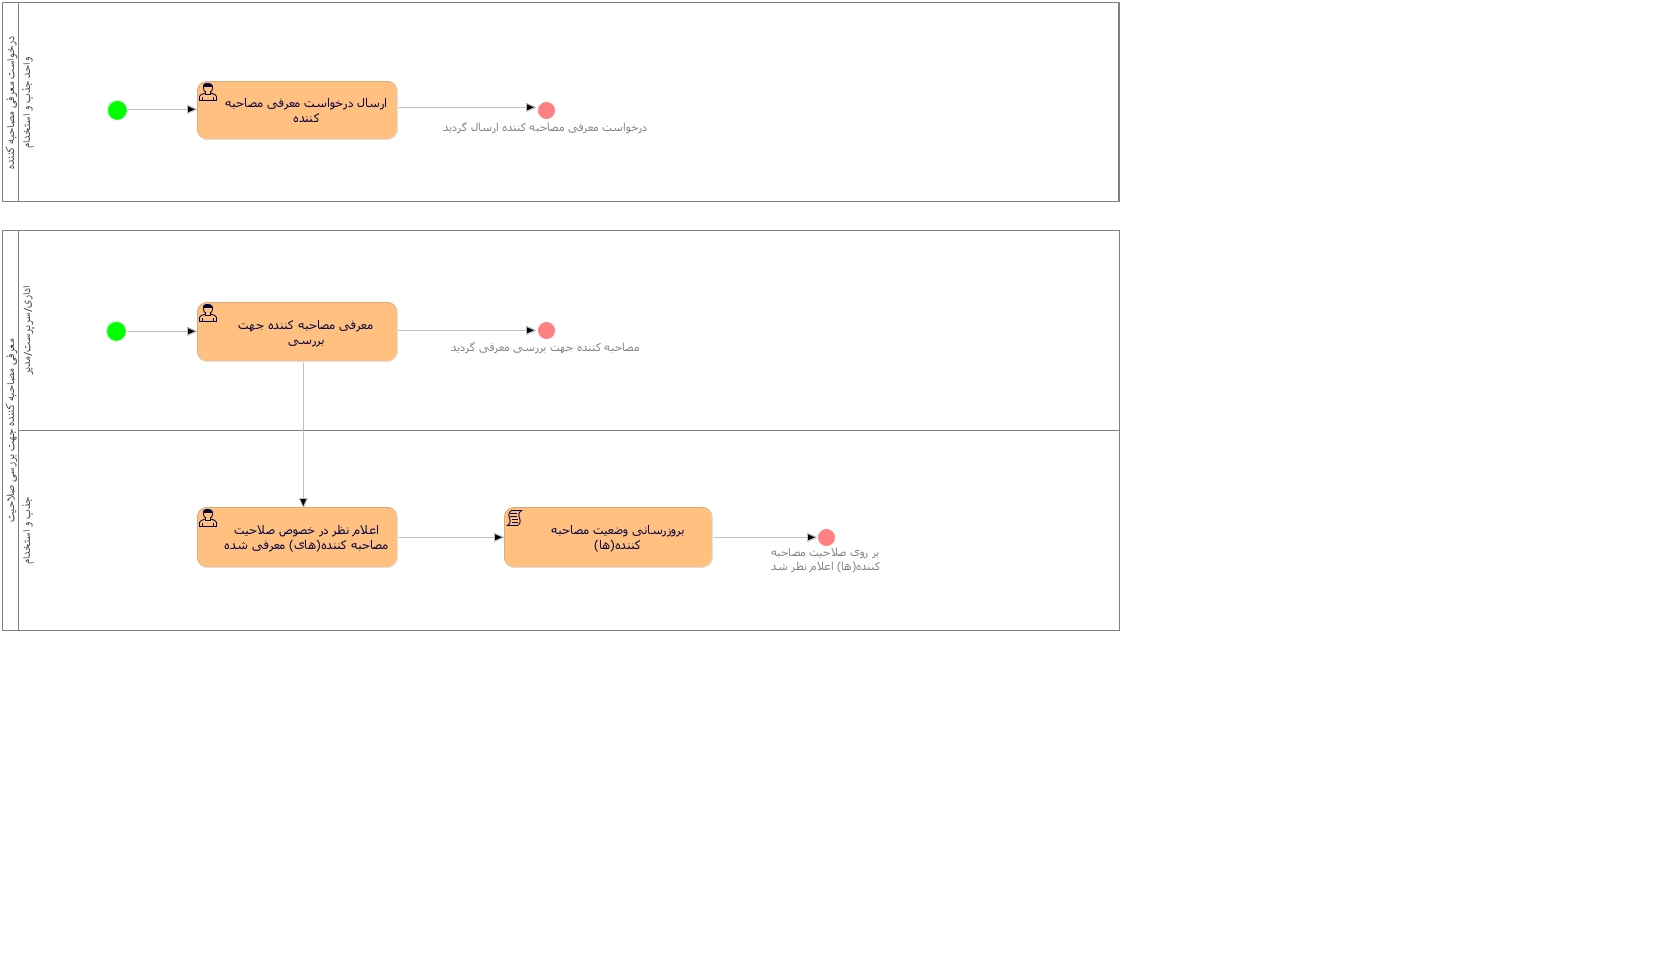 درخواست معرفی مصاحبه کننده
واحد جذب و استخدام
ارسال درخواست معرفی مصاحبه
کننده
درخواست معرفی مصاحبه کننده ارسال گردید
معرفی مصاحبه کننده جهت بررسی صلاحیت
اداری/سرپرست/مدیر
معرفی مصاحبه کننده جهت
بررسی
مصاحبه کننده جهت بررسی معرفی گردید
جذب و استخدام
اعلام نظر در خصوص صلاحیت
مصاحبه کننده(های) معرفی شده
بروزرسانی وضعیت مصاحبه
کننده(ها)
بر روی صلاحیت مصاحبه
کننده(ها) اعلام نظر شد